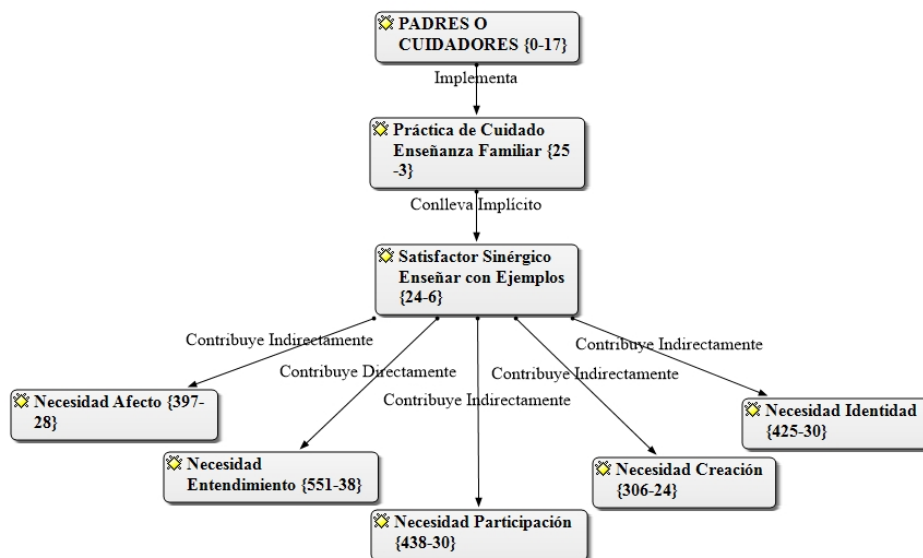 PADRES O
CUIDADORES {0-17}
Implementa
Práctica de Cuidado
Enseñanza Familiar {25
-3}
Conlleva Implícito
Satisfactor Sinérgico
Enseñar con Ejemplos
{24-6}
Contribuye Indirectamente
Contribuye Indirectamente
Contribuye Directamente
Contribuye Indirectamente
Contribuye Indirectamente
Necesidad Afecto {397-
28}
Necesidad Identidad
{425-30}
Necesidad
Entendimiento {551-38}
Necesidad Creación
{306-24}
Necesidad Participación
{438-30}